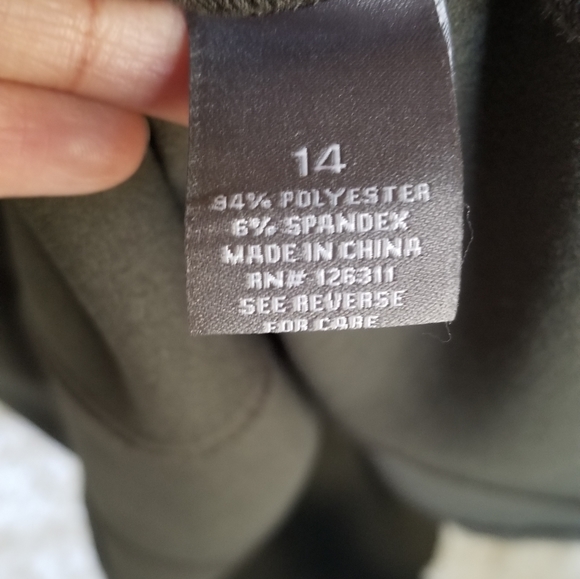 14
94% POLYESTER
6% SPANDEX
MADE IN CHINA
RN# 126311
SEE REVERSE
FOR CARE